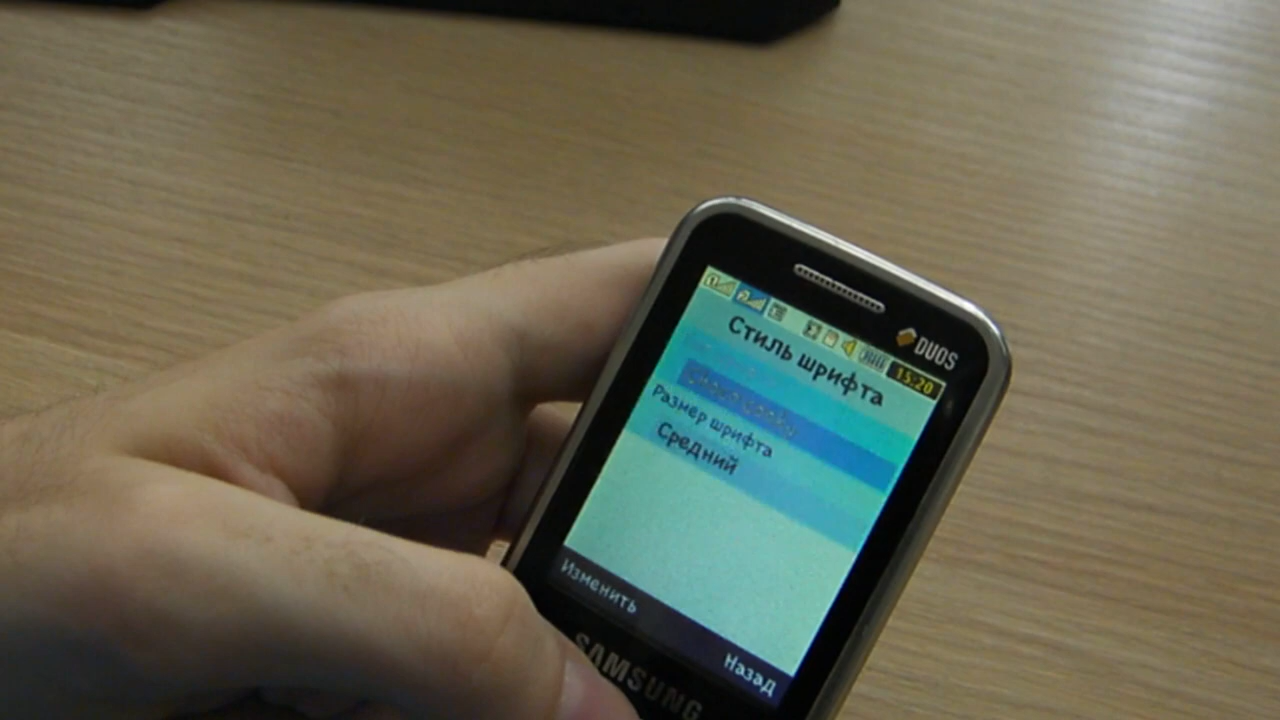 DUOS
15:20
Стиль шрифта
Размер шрифта
Средний
Изменить
Назад
SAMSUNG